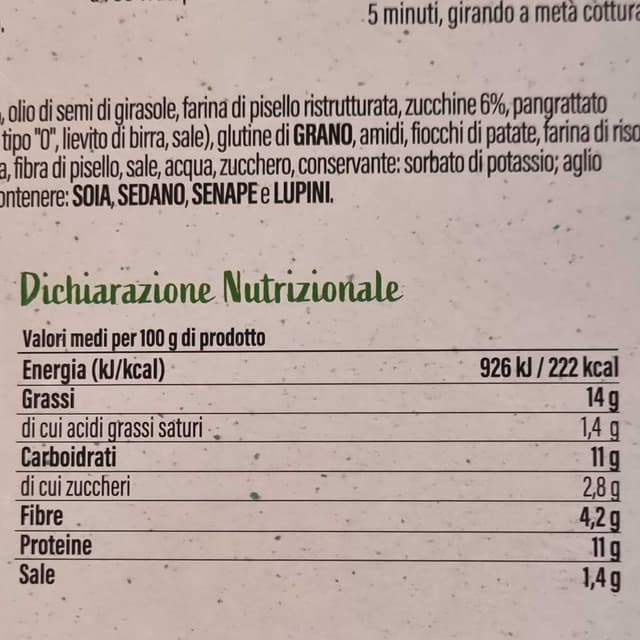 5 minuti, girando a metà cottura
, olio di semi di girasole, farina di pisello ristrutturata, zucchine 6%, pangrattato
tipo "0", lievito di birra, sale), glutine di GRANO, amidi, fiocchi di patate, farina di riso
a, fibra di pisello, sale, acqua, zucchero, conservante: sorbato di potassio; aglio
ontenere: SOIA, SEDANO, SENAPE e LUPINI.
Dichiarazione Nutrizionale
Valori medi per 100 g di prodotto
Energia (kJ/kcal) 926 kJ / 222 kcal
Grassi 14 g
di cui acidi grassi saturi 1,4 g
Carboidrati 11 g
di cui zuccheri 2,8 g
Fibre 4,2 g
Proteine 11 g
Sale 1,4 g